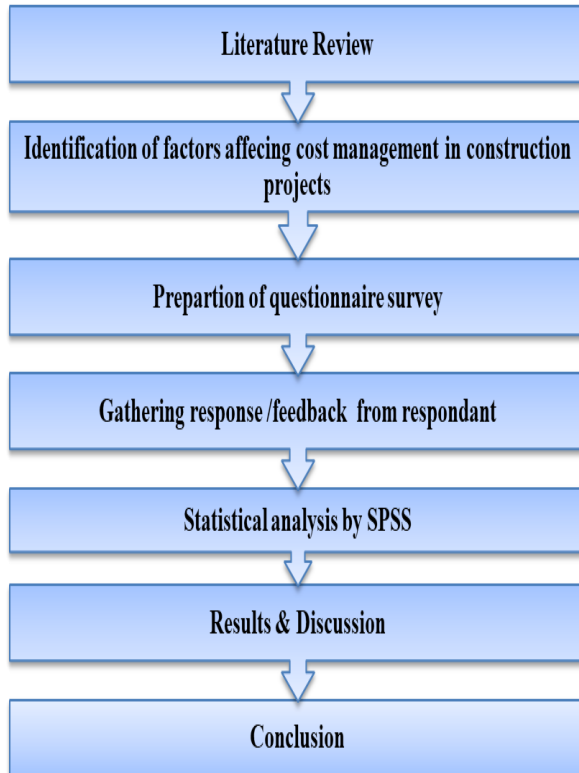 Literature Review
Identification of factors affecing cost management in construction
projects
Prepartion of questionnaire survey
Gathering response /feedback from respondant
Statistical analysis by SPSS
Results & Discussion
Conclusion